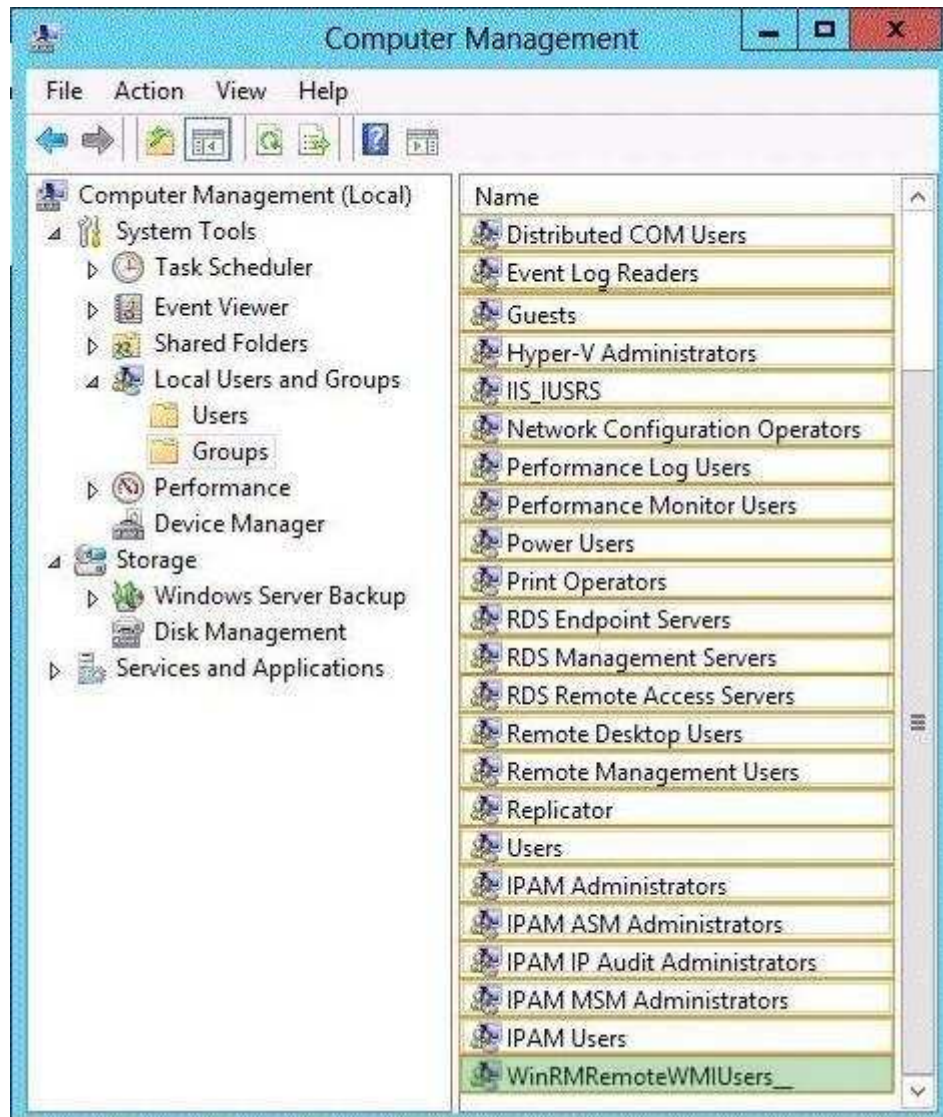 Computer Management
File Action View Help
Computer Management (Local)
System Tools
Task Scheduler
Event Viewer
Shared Folders
Local Users and Groups
Users
Groups
Performance
Device Manager
Storage
Windows Server Backup
Disk Management
Services and Applications
Name
Distributed COM Users
Event Log Readers
Guests
Hyper-V Administrators
IIS_IUSRS
Network Configuration Operators
Performance Log Users
Performance Monitor Users
Power Users
Print Operators
RDS Endpoint Servers
RDS Management Servers
RDS Remote Access Servers
Remote Desktop Users
Remote Management Users
Replicator
Users
IPAM Administrators
IPAM ASM Administrators
IPAM IP Audit Administrators
IPAM MSM Administrators
IPAM Users
WinRMRemoteWMIUsers__